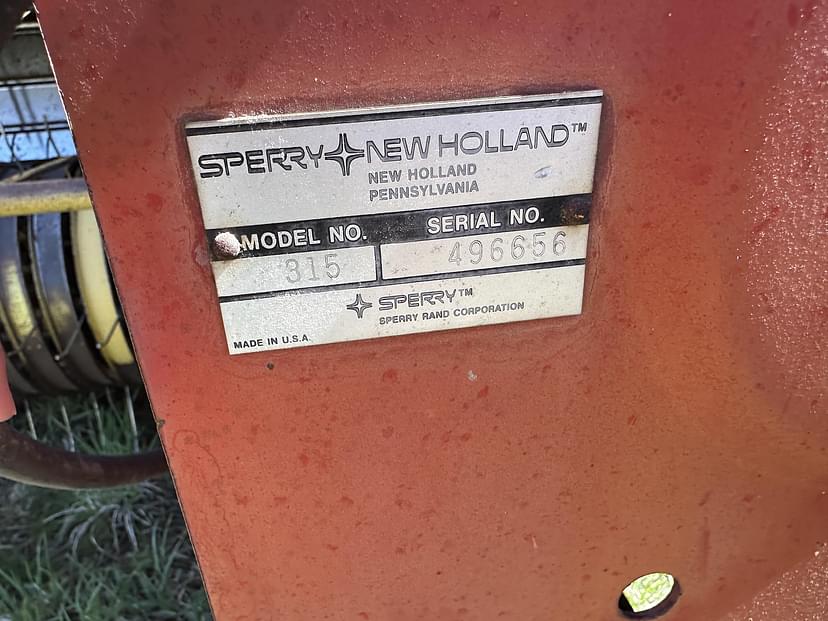 SPERRY NEW HOLLAND™
NEW HOLLAND
PENNSYLVANIA
MODEL NO. SERIAL NO.
315 496656
SPERRY™
SPERRY RAND CORPORATION
MADE IN U.S.A.